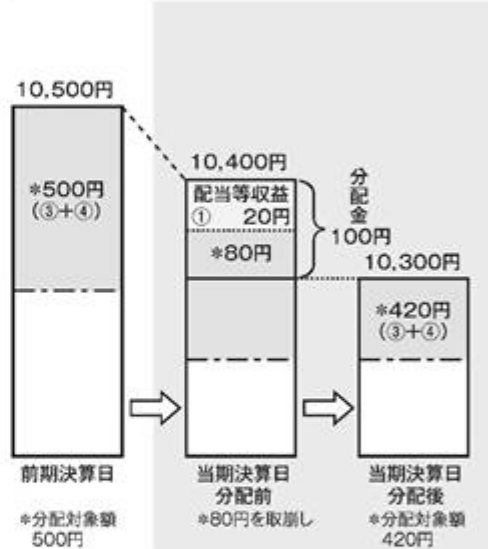 10,500円
*500円
(③+④)
前期決算日
*分配対象額
500円
10,400円
配当等収益
① 20円
*80円
分配金
100円
当期決算日
分配前
*80円を取崩し
10,300円
*420円
(③+④)
当期決算日
分配後
*分配対象額
420円